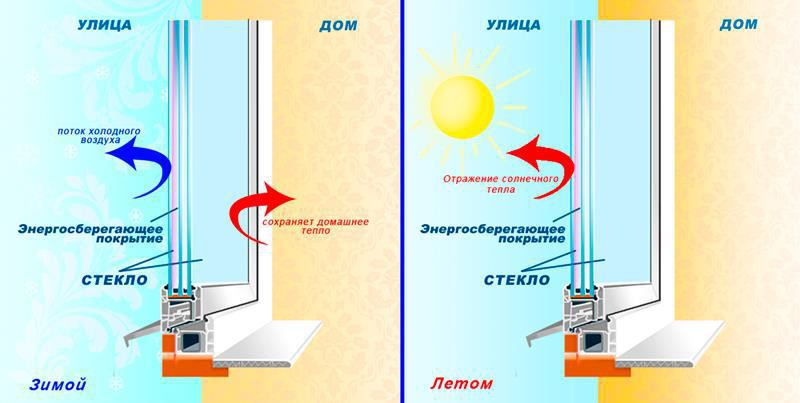 УЛИЦА
ДОМ
поток холодного
воздуха
сохраняет домашнее
тепло
Энергосберегающее
покрытие
СТЕКЛО
Зимой
УЛИЦА
ДОМ
Отражение солнечного
тепла
Энергосберегающее
покрытие
СТЕКЛО
Летом